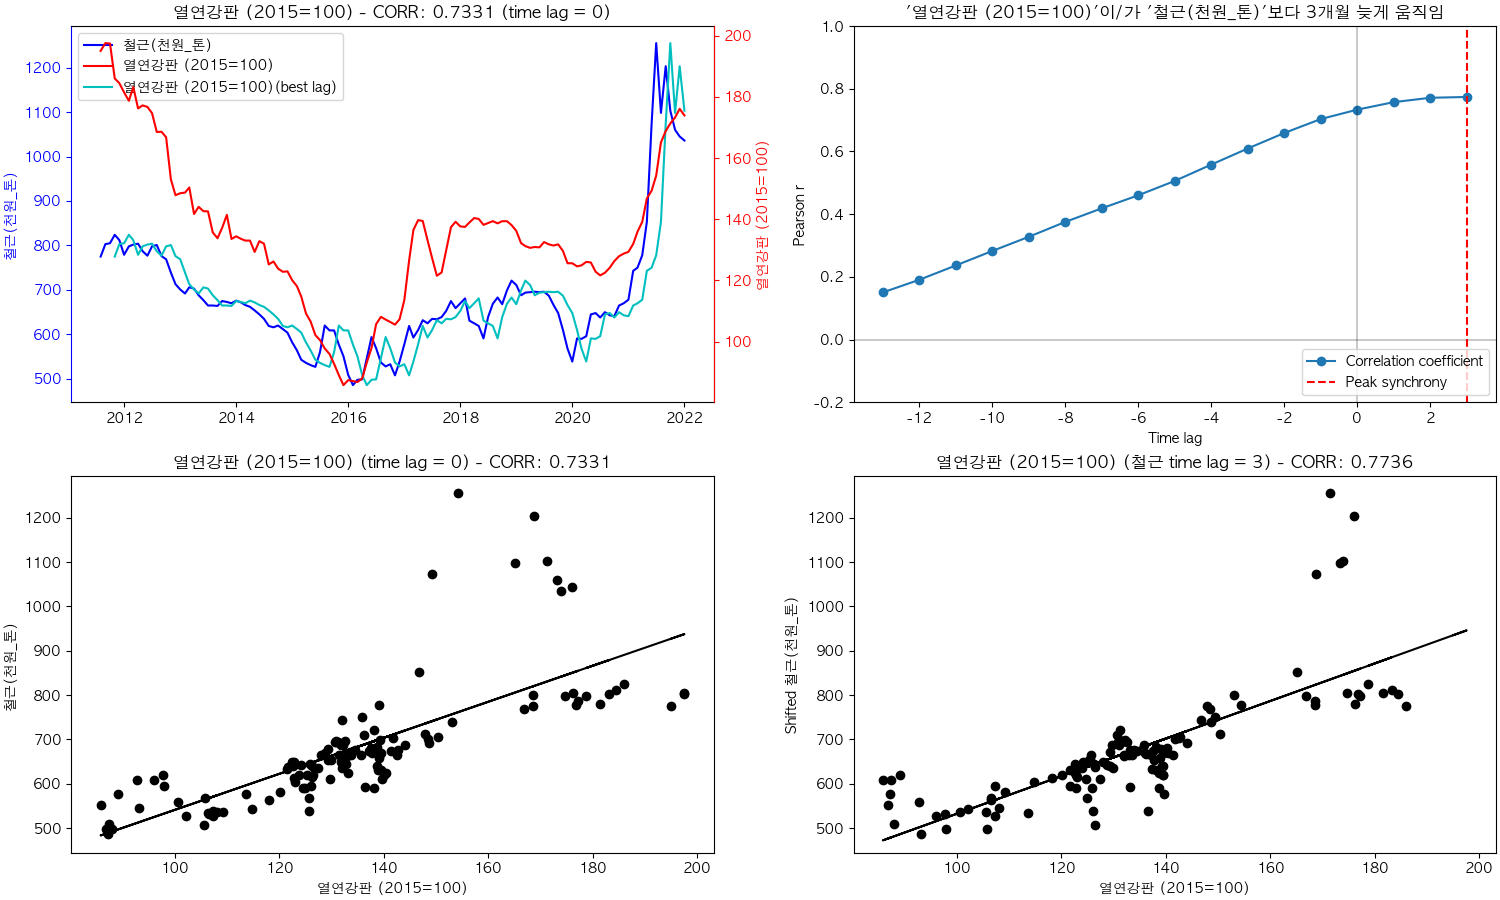 열연강판 (2015=100) - CORR: 0.7331 (time lag = 0)
철근(천원_톤)
열연강판 (2015=100)
열연강판 (2015=100)(best lag)
1200
1100
1000
900
800
700
600
500
철근(천원_톤)
200
180
160
140
120
100
열연강판 (2015=100)
2012 2014 2016 2018 2020 2022
'열연강판 (2015=100)'이/가 '철근(천원_톤)'보다 3개월 늦게 움직임
1.0
0.8
0.6
0.4
0.2
0.0
-0.2
Pearson r
Correlation coefficient
Peak synchrony
-12 -10 -8 -6 -4 -2 0 2
Time lag
열연강판 (2015=100) (time lag = 0) - CORR: 0.7331
1200
1100
1000
900
800
700
600
500
철근(천원_톤)
100 120 140 160 180 200
열연강판 (2015=100)
열연강판 (2015=100) (철근 time lag = 3) - CORR: 0.7736
1200
1100
1000
900
800
700
600
500
Shifted 철근(천원_톤)
100 120 140 160 180 200
열연강판 (2015=100)